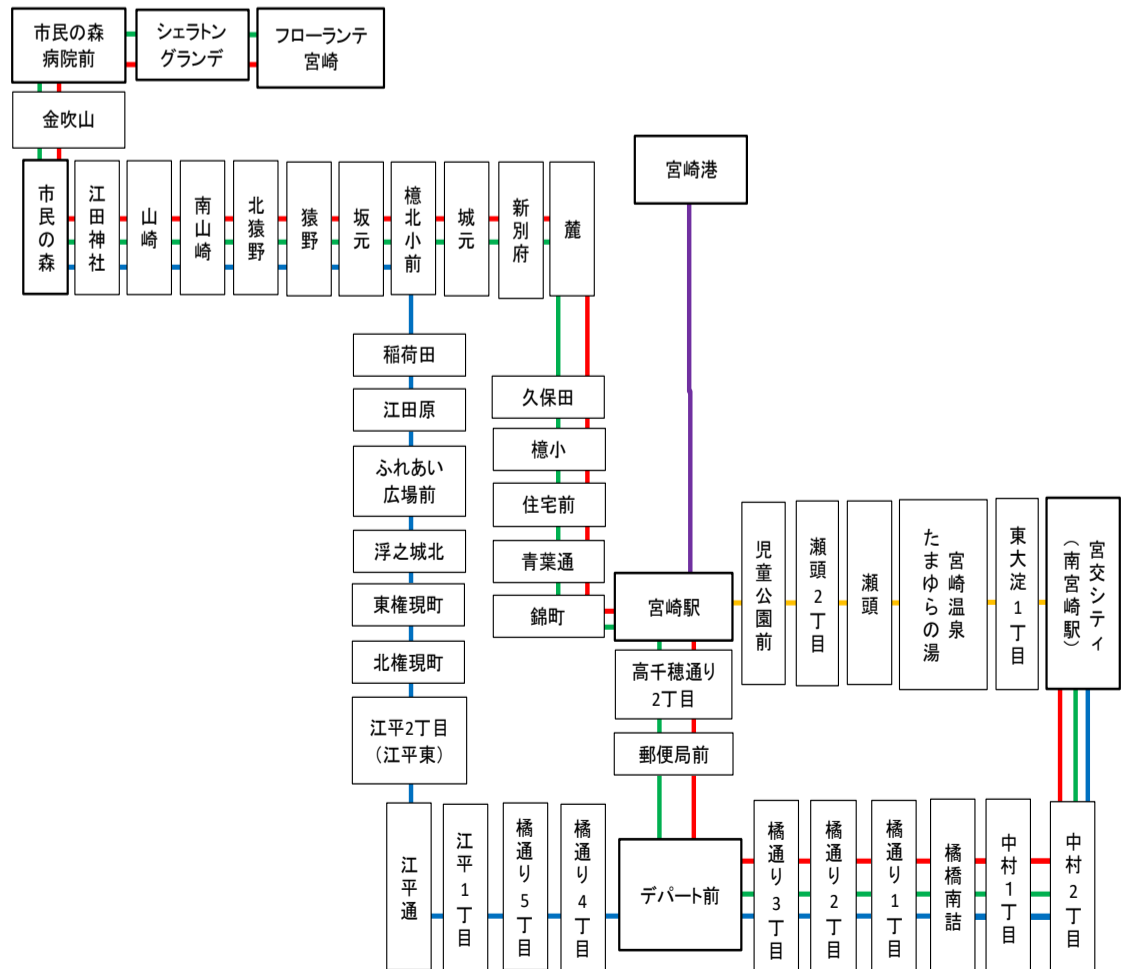 市民の森
病院前
シェラトン
グランデ
フローランテ
宮崎
金吹山
宮崎港
市民の森
江田神社
山崎
南山崎
北猿野
猿野
坂元
檍北小前
城元
新別府
麓
稲荷田
江田原
ふれあい
広場前
浮之城北
東権現町
北権現町
江平2丁目
（江平東）
久保田
檍小
住宅前
青葉通
錦町
宮崎駅
児童公園前
瀬頭2丁目
瀬頭
宮崎温泉
たまゆらの湯
東大淀1丁目
宮交シティ
（南宮崎駅）
高千穂通り
2丁目
郵便局前
江平通
江平1丁目
橘通り5丁目
橘通り4丁目
デパート前
橘通り3丁目
橘通り2丁目
橘通り1丁目
橘橋南詰
中村1丁目
中村2丁目